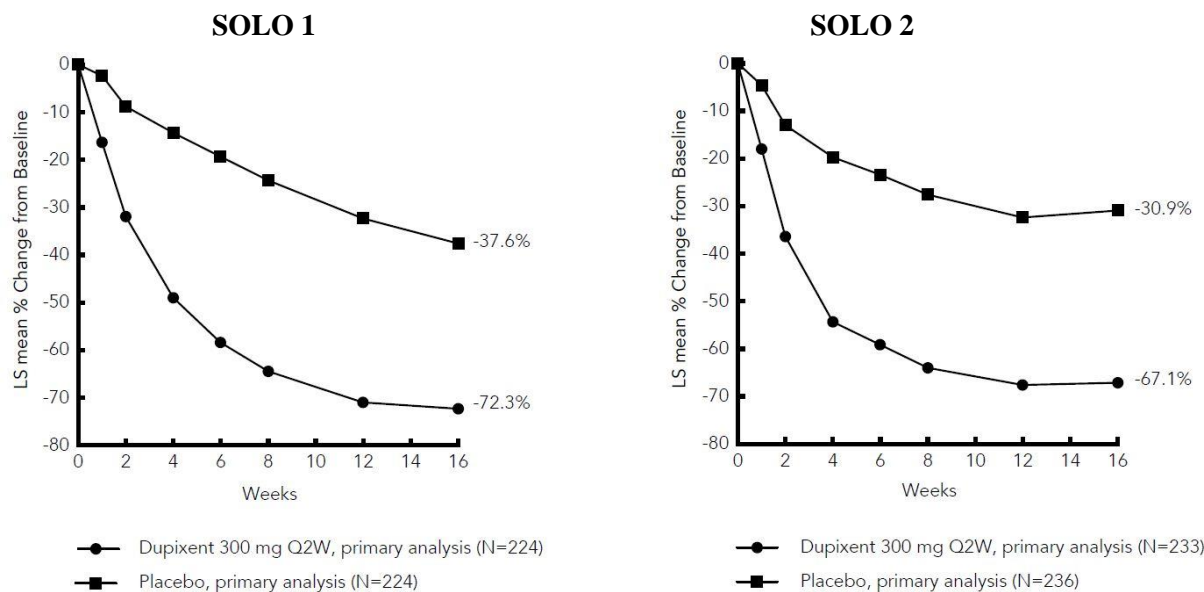 SOLO 1
0
-10
-20
-30
-40
-50
-60
-70
-80
LS mean % Change from Baseline
-37.6%
-72.3%
0 2 4 6 8 10 12 14 16
Weeks
Dupixent 300 mg Q2W, primary analysis (N=224)
Placebo, primary analysis (N=224)
SOLO 2
0
-10
-20
-30
-40
-50
-60
-70
-80
LS mean % Change from Baseline
-30.9%
-67.1%
0 2 4 6 8 10 12 14 16
Weeks
Dupixent 300 mg Q2W, primary analysis (N=233)
Placebo, primary analysis (N=236)